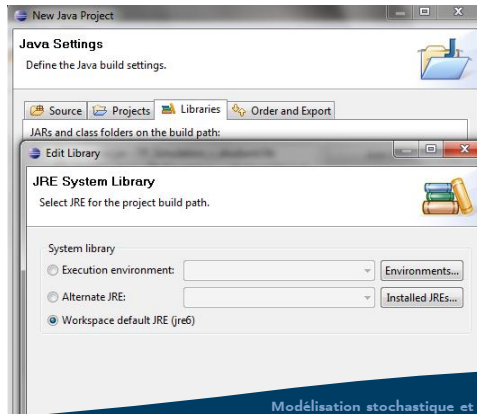 New Java Project
Java Settings
Define the Java build settings.
Source Projects Libraries Order and Export
JARs and class folders on the build path:
Edit Library
JRE System Library
Select JRE for the project build path.
System library
Execution environment: Environments...
Alternate JRE: Installed JREs...
Workspace default JRE (jre6)
Modélisation stochastique et